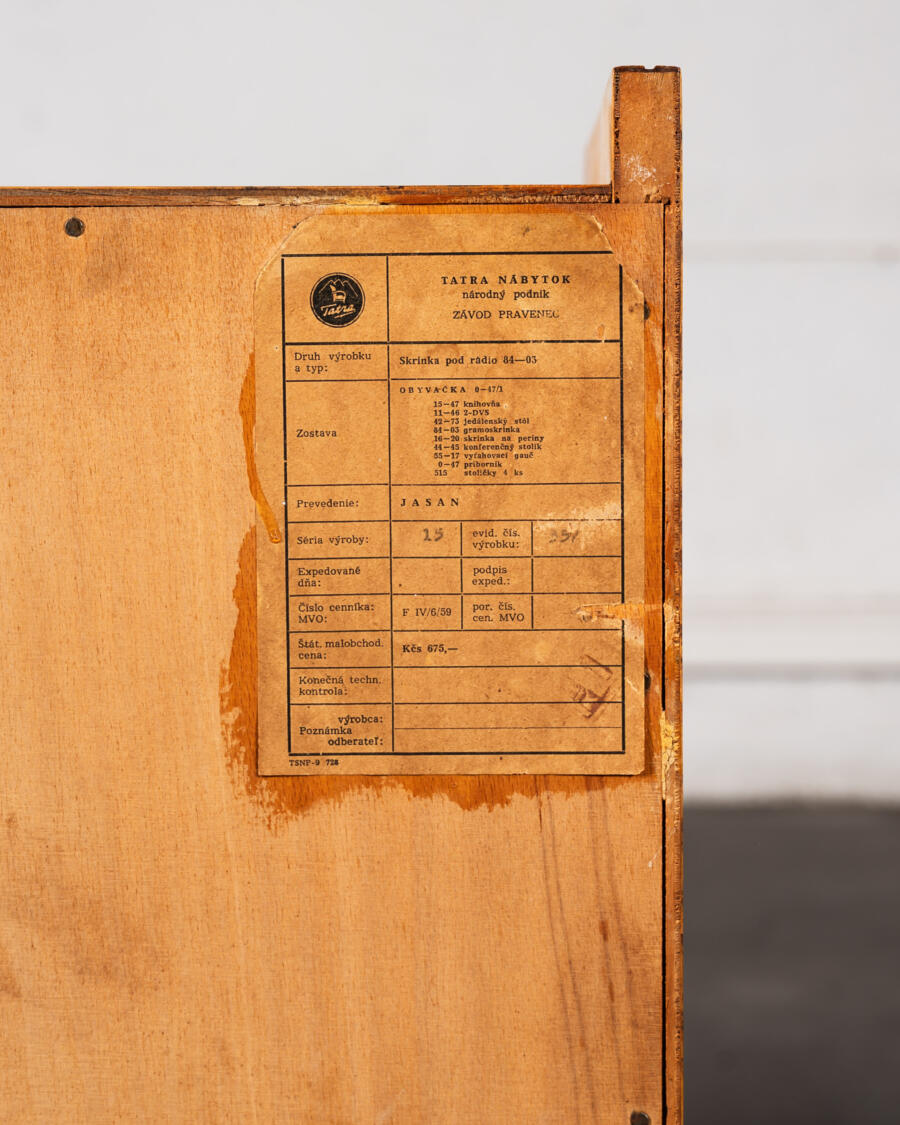 Tatra
TATRA NÁBYTOK
národný podnik
ZÁVOD PRAVENEC
Druh výrobku
a typ:
Skrinka pod rádio 84—03
Zostava
OBÝVAČKA 0—47/1
15—47 knihovňa
11—46 2-DVS
42—73 jedálenský stôl
84—03 gramoskrinka
16—20 skrinka na periny
44—45 konferenčný stolík
55—17 vyťahovací gauč
0—47 príborník
515 stoličky 4 ks
Prevedenie:
JASAN
Séria výroby:
15
evid. čís.
výrobku:
Expedované
dňa:
podpis
exped.:
Číslo cenníka:
MVO:
F IV/6/59
por. čís.
cen. MVO
Štát. maloobchod.
cena:
Kčs 675,—
Konečná techn.
kontrola:
výrobca:
Poznámka
odberateľ:
TSNP-9 728